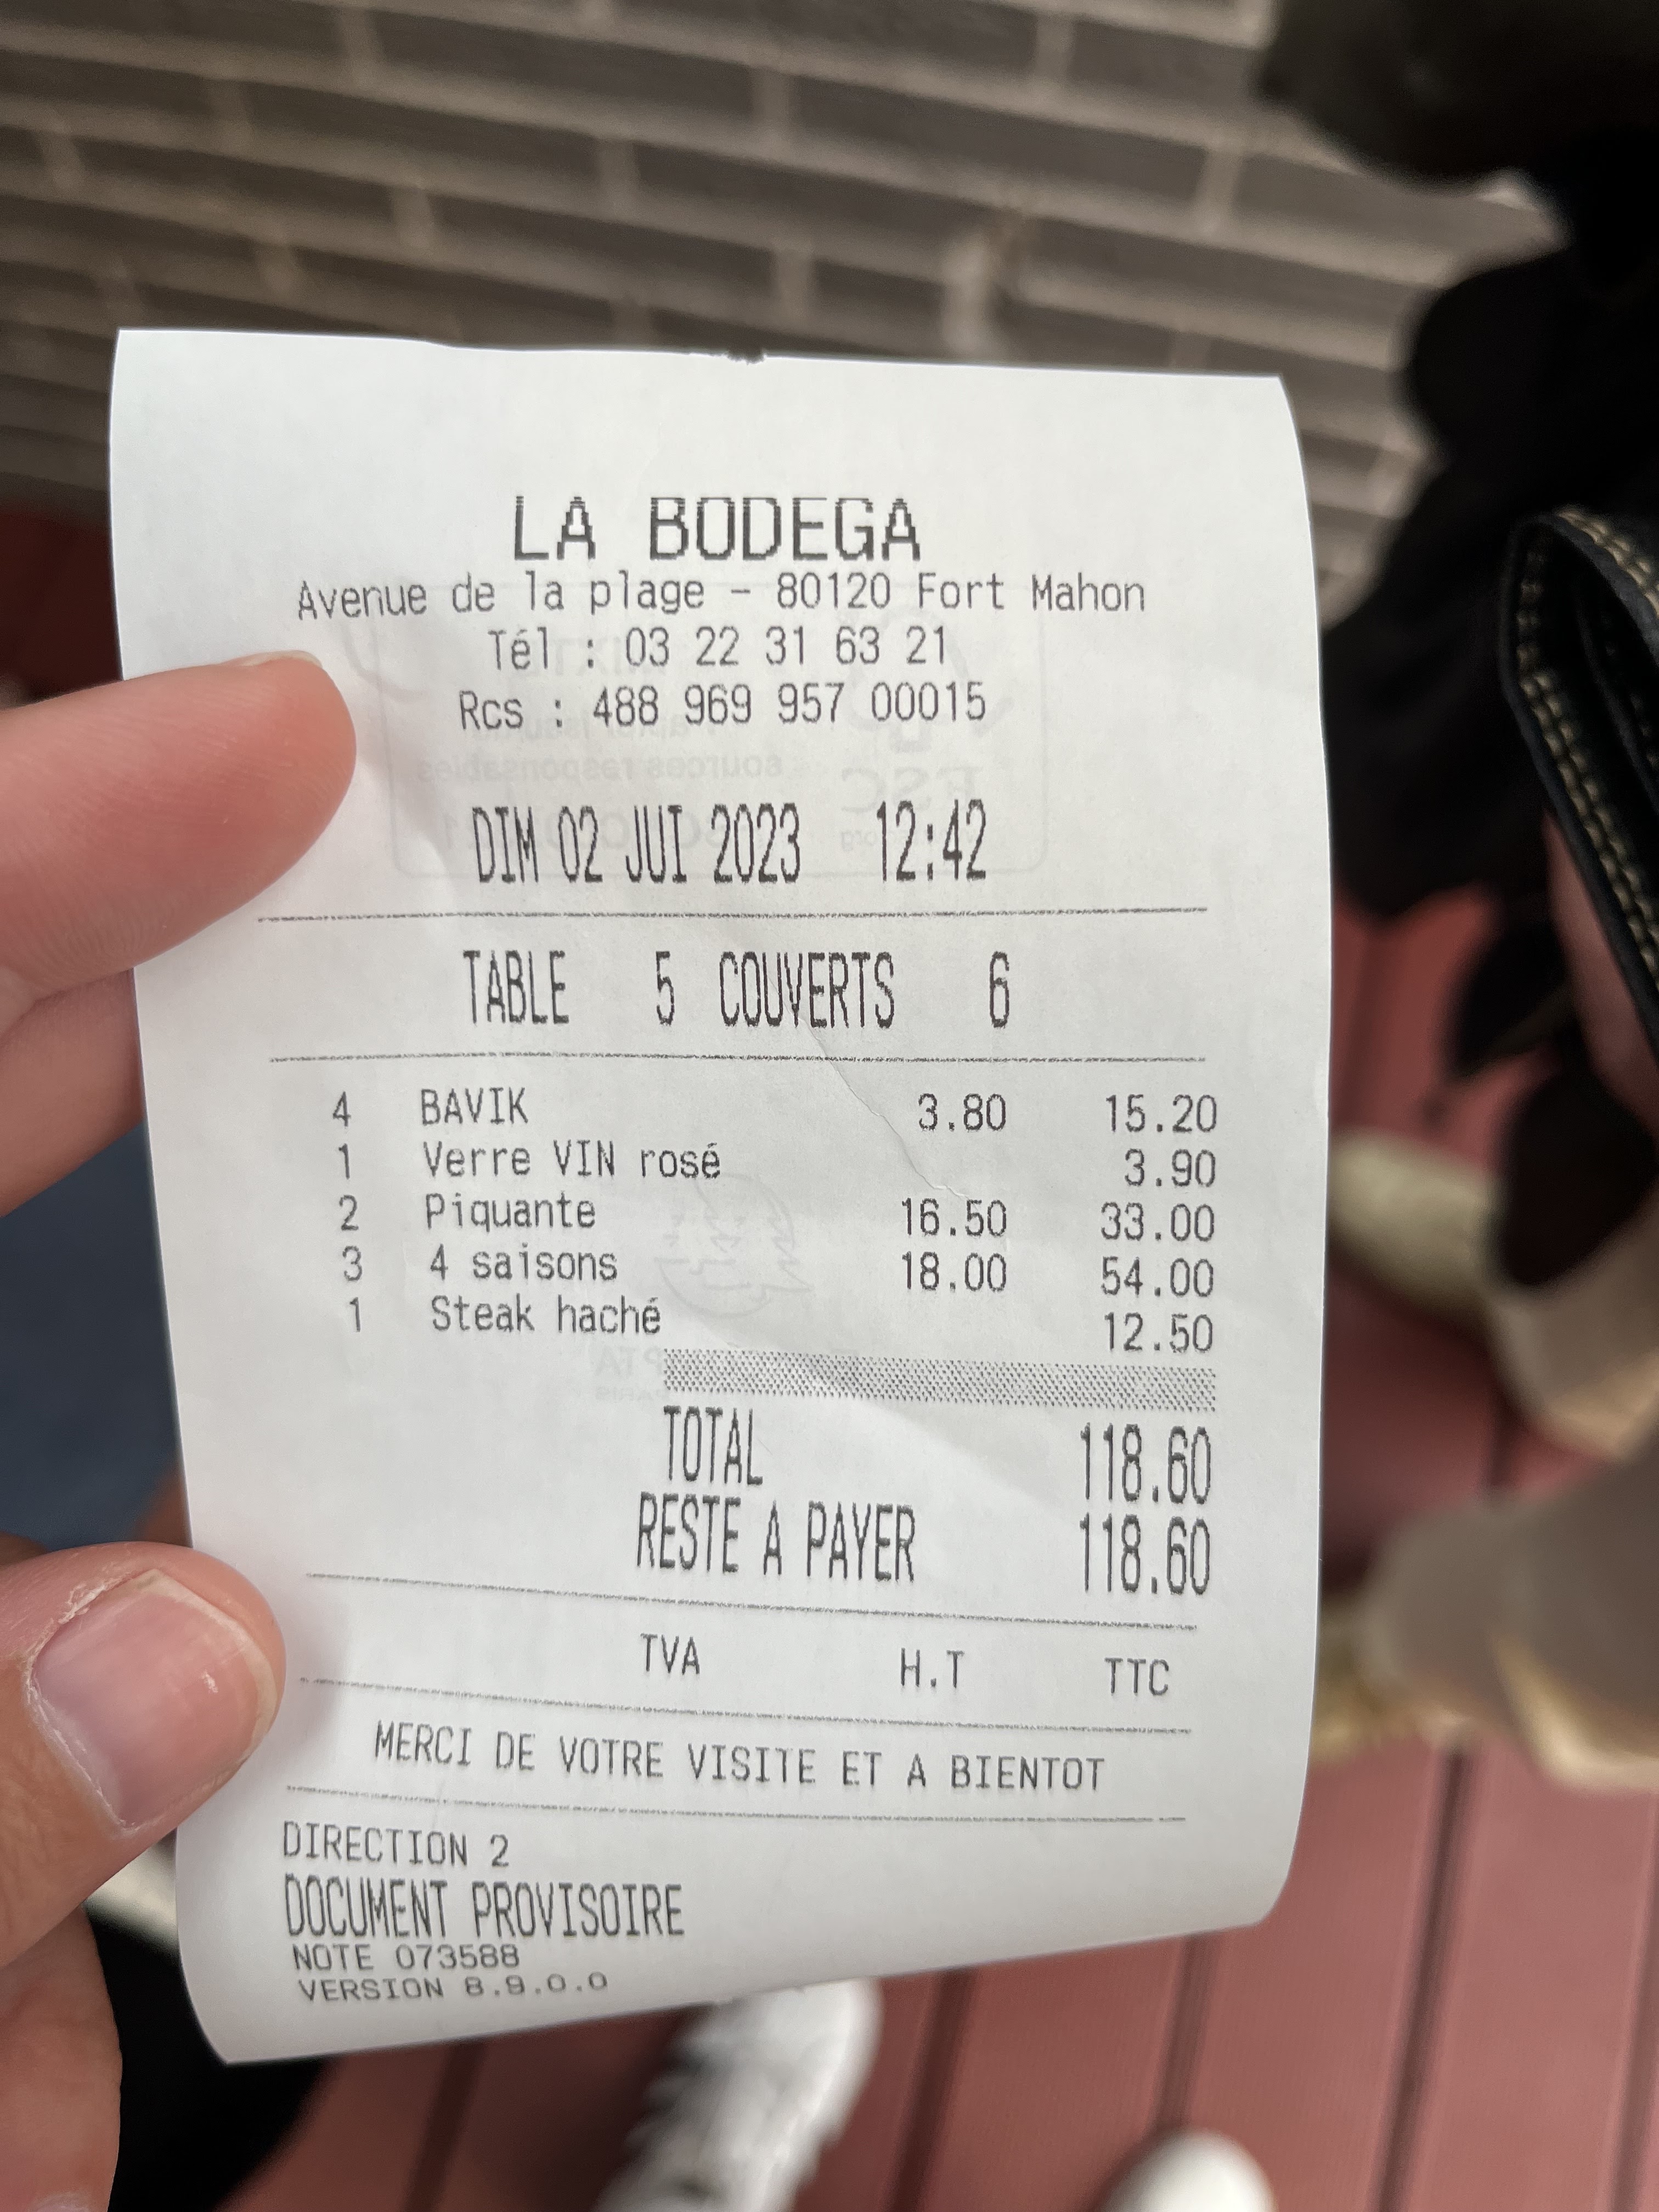 LA BODEGA
Avenue de la plage - 80120 Fort Mahon
Tél : 03 22 31 63 21
Rcs : 488 969 957 00015
DIM 02 JUI 2023 12:42
TABLE 5 COUVERTS 6
4 BAVIK 3.80 15.20
1 Verre VIN rosé 3.90
2 Piquante 16.50 33.00
3 4 saisons 18.00 54.00
1 Steak haché 12.50
TOTAL 118.60
RESTE A PAYER 118.60
TVA H.T TTC
MERCI DE VOTRE VISITE ET A BIENTOT
DIRECTION 2
DOCUMENT PROVISOIRE
NOTE 073588
VERSION 8.9.0.0